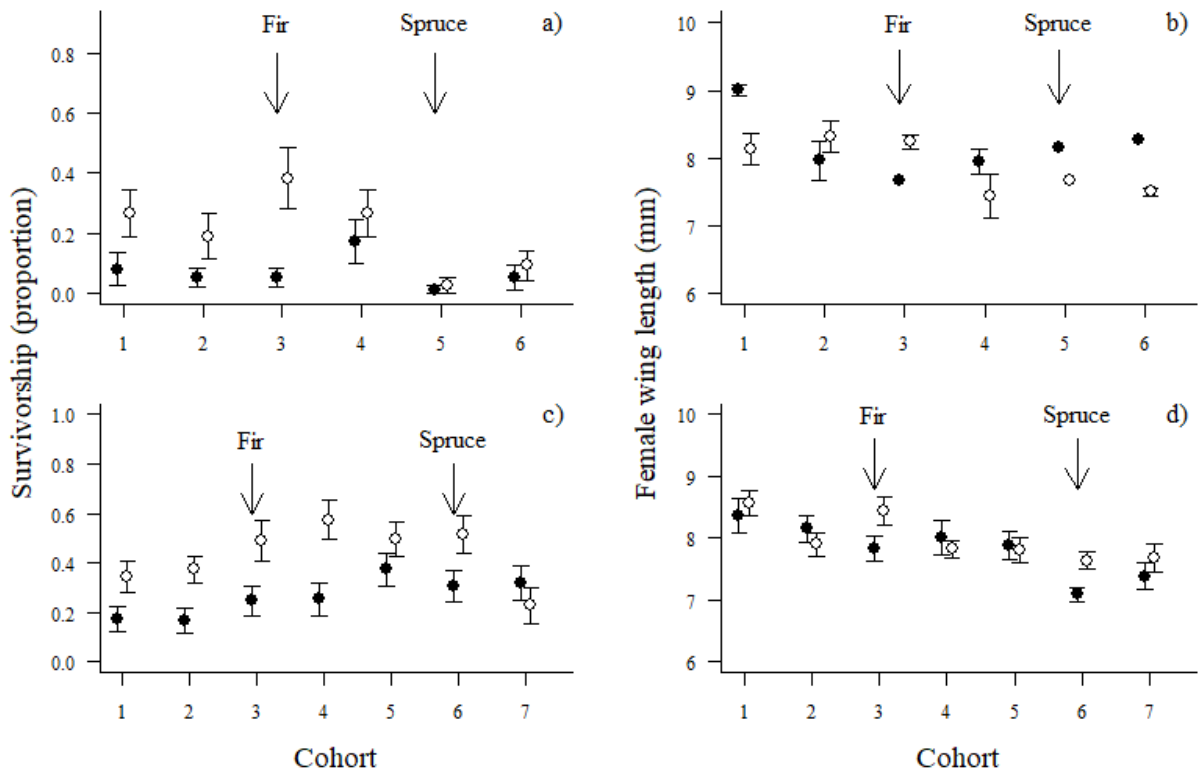 Survivorship (proportion)
Female wing length (mm)
a)
Fir
Spruce
0.8
0.6
0.4
0.2
0.0
1 2 3 4 5 6
b)
Fir
Spruce
10
9
8
7
6
1 2 3 4 5 6
c)
Fir
Spruce
1.0
0.8
0.6
0.4
0.2
0.0
1 2 3 4 5 6 7
Cohort
d)
Fir
Spruce
10
9
8
7
6
1 2 3 4 5 6 7
Cohort